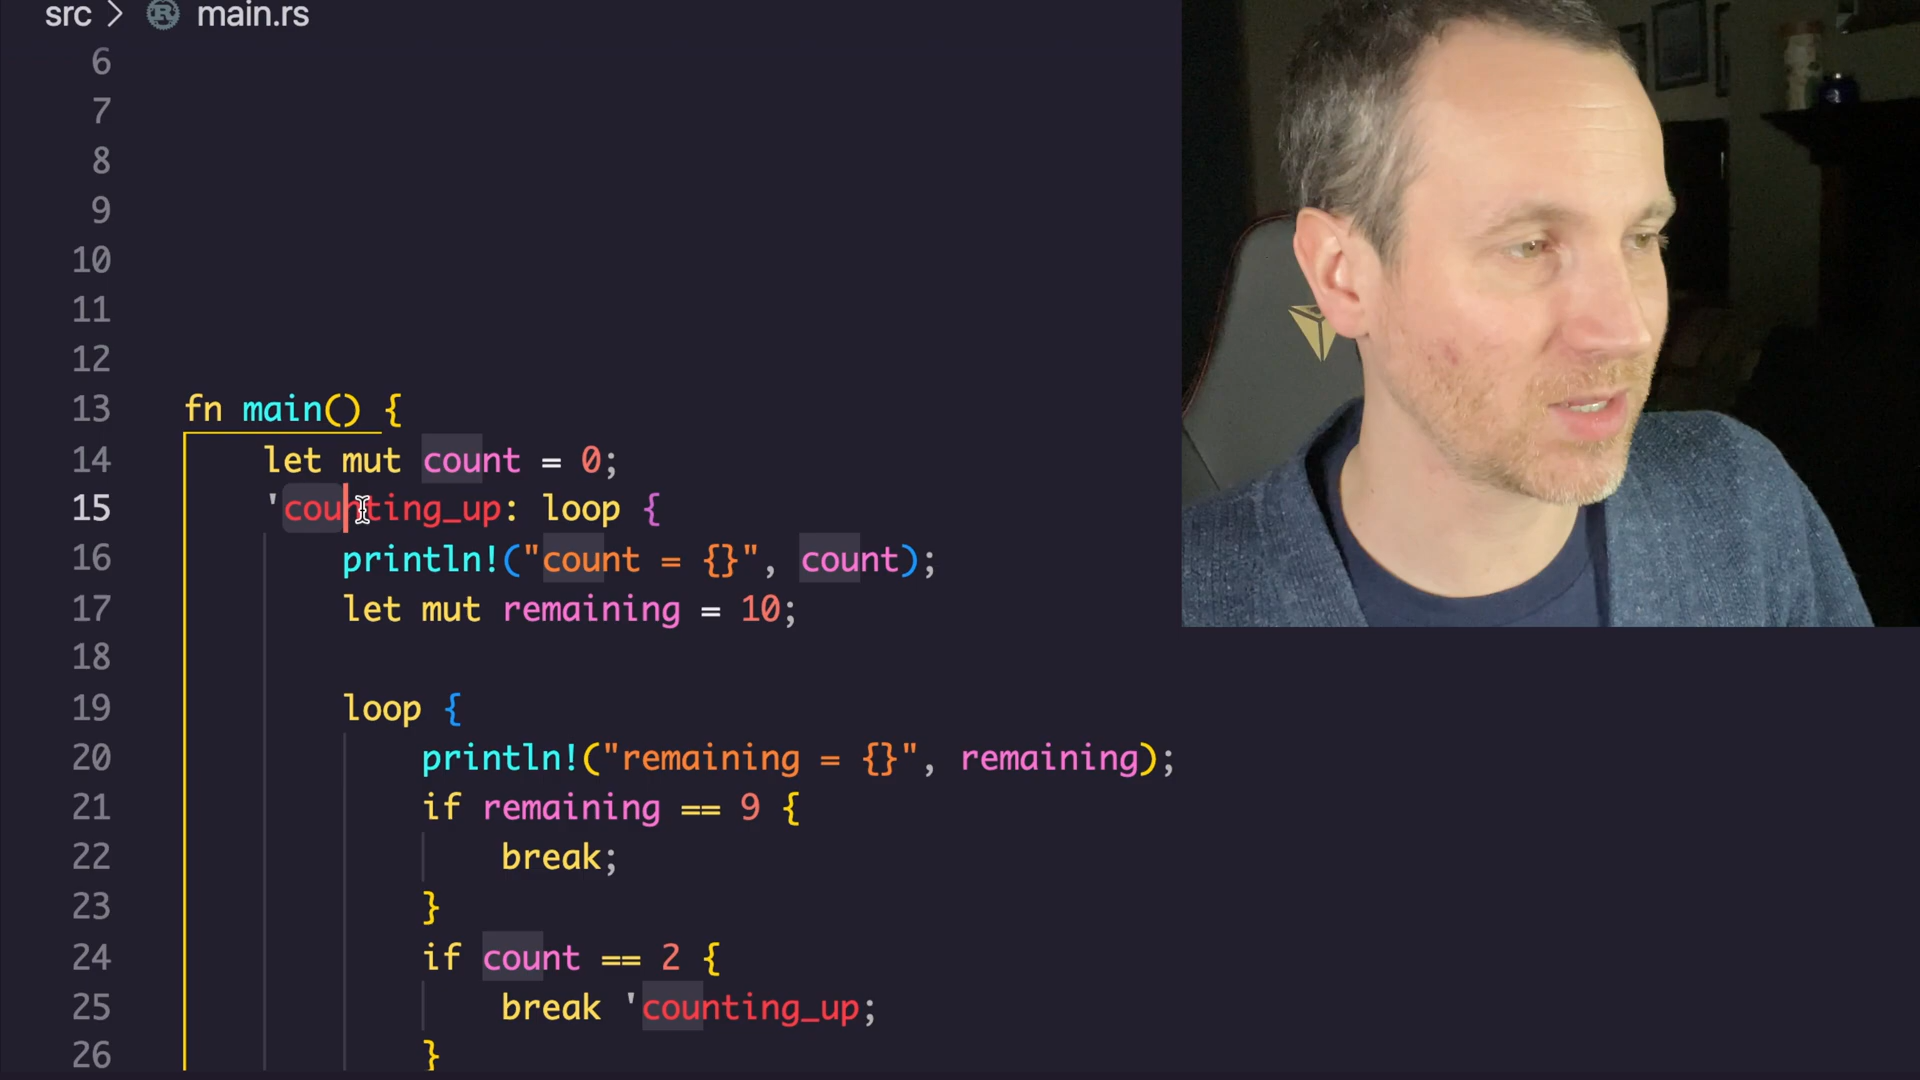 src > main.rs
6
7
8
9
10
11
12
13 fn main() {
14 let mut count = 0;
15 'counting_up: loop {
16 println!("count = {}", count);
17 let mut remaining = 10;
18
19 loop {
20 println!("remaining = {}", remaining);
21 if remaining == 9 {
22 break;
23 }
24 if count == 2 {
25 break 'counting_up;
26 }